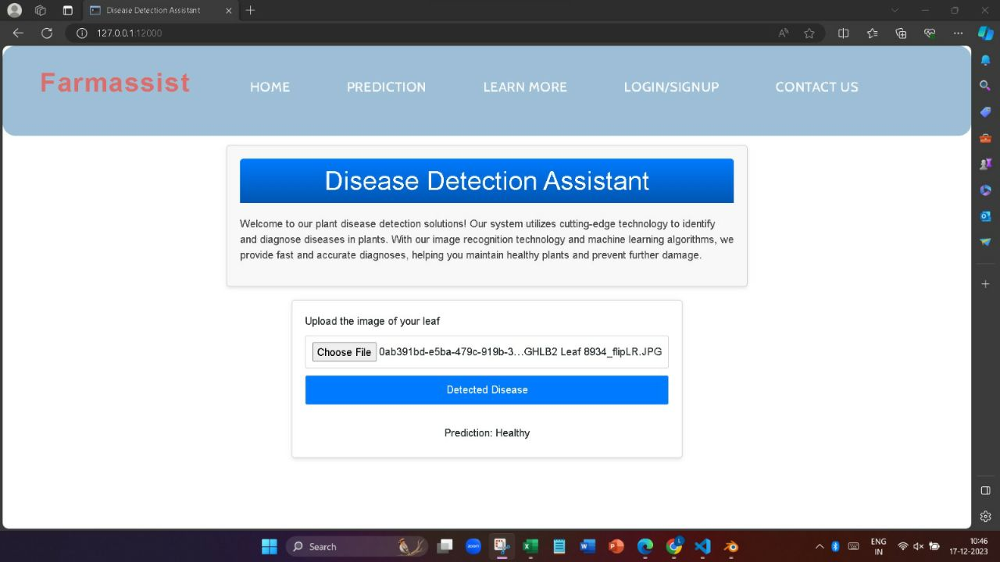 Disease Detection Assistant
127.0.0.1:12000
Farmassist
HOME
PREDICTION
LEARN MORE
LOGIN/SIGNUP
CONTACT US
Disease Detection Assistant
Welcome to our plant disease detection solutions! Our system utilizes cutting-edge technology to identify
and diagnose diseases in plants. With our image recognition technology and machine learning algorithms, we
provide fast and accurate diagnoses, helping you maintain healthy plants and prevent further damage.
Upload the image of your leaf
Choose File 0ab391bd-e5ba-479c-919b-3...GHLB2 Leaf 8934_flipLR.JPG
Detected Disease
Prediction: Healthy
Search
zoom
ENG
IN
10:46
17-12-2023